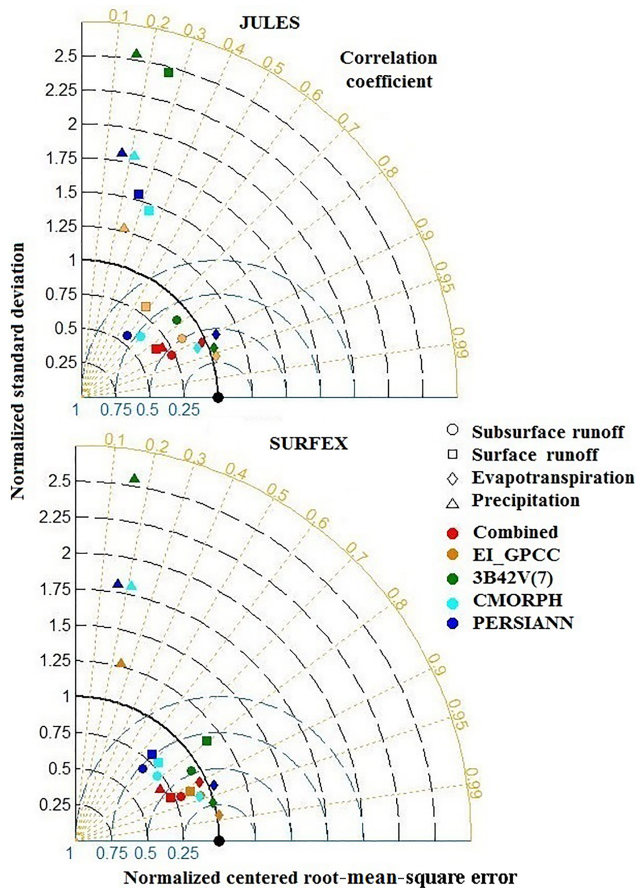 JULES
Correlation
coefficient
0.1 0.2 0.3 0.4 0.5 0.6 0.7 0.8 0.9 0.95 0.99
2.5
2.25
2
1.75
1.5
1.25
1
0.75
0.5
0.25
1 0.75 0.5 0.25
Normalized standard deviation
SURFEX
0.1 0.2 0.3 0.4 0.5 0.6 0.7 0.8 0.9 0.95 0.99
2.5
2.25
2
1.75
1.5
1.25
1
0.75
0.5
0.25
1 0.75 0.5 0.25
Subsurface runoff
Surface runoff
Evapotranspiration
Precipitation
Combined
EI_GPCC
3B42V(7)
CMORPH
PERSIANN
Normalized centered root-mean-square error